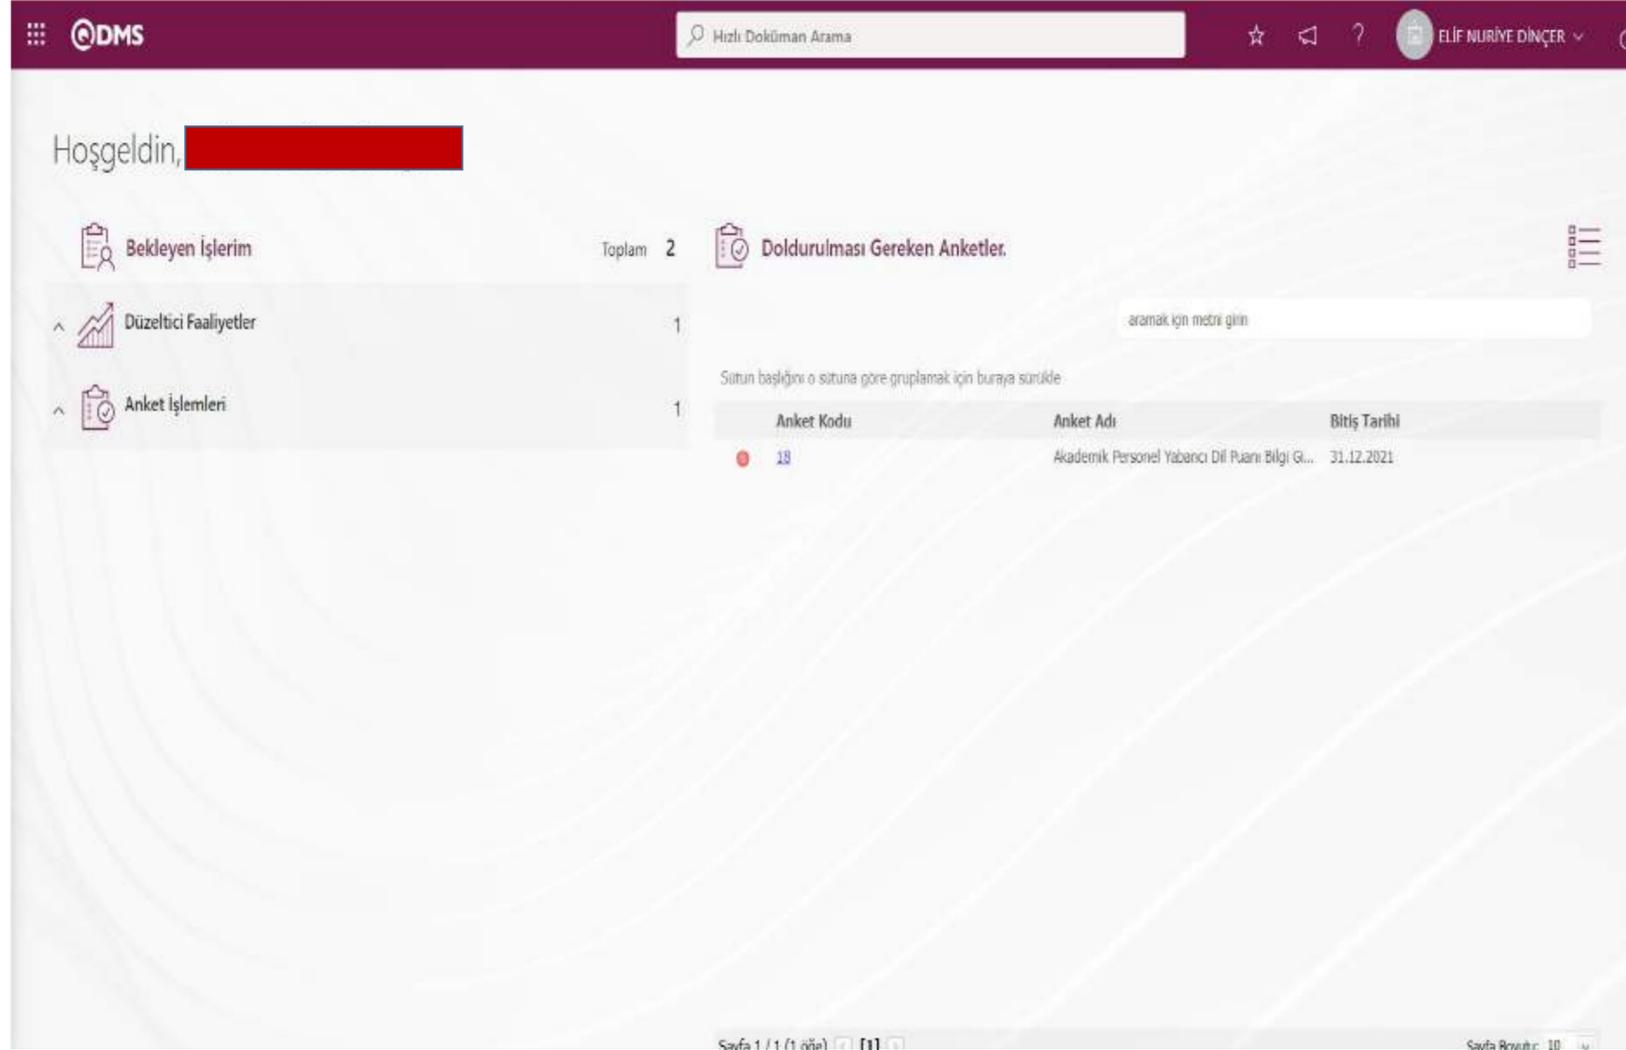 QDMS
Hızlı Doküman Arama
?
ELİF NURİYE DİNÇER
Hoşgeldin,
Bekleyen İşlerim
Toplam 2
Düzeltici Faaliyetler
1
Anket İşlemleri
1
Doldurulması Gereken Anketler.
aramak için metni girin
Sütun başlığını o sütuna göre gruplamak için buraya sürükle
Anket Kodu Anket Adı Bitiş Tarihi
18 Akademik Personel Yabancı Dil Puanı Bilgi Gi... 31.12.2021
Sayfa 1 / 1 (1 öğe) [1]
Sayfa Boyutu: 10